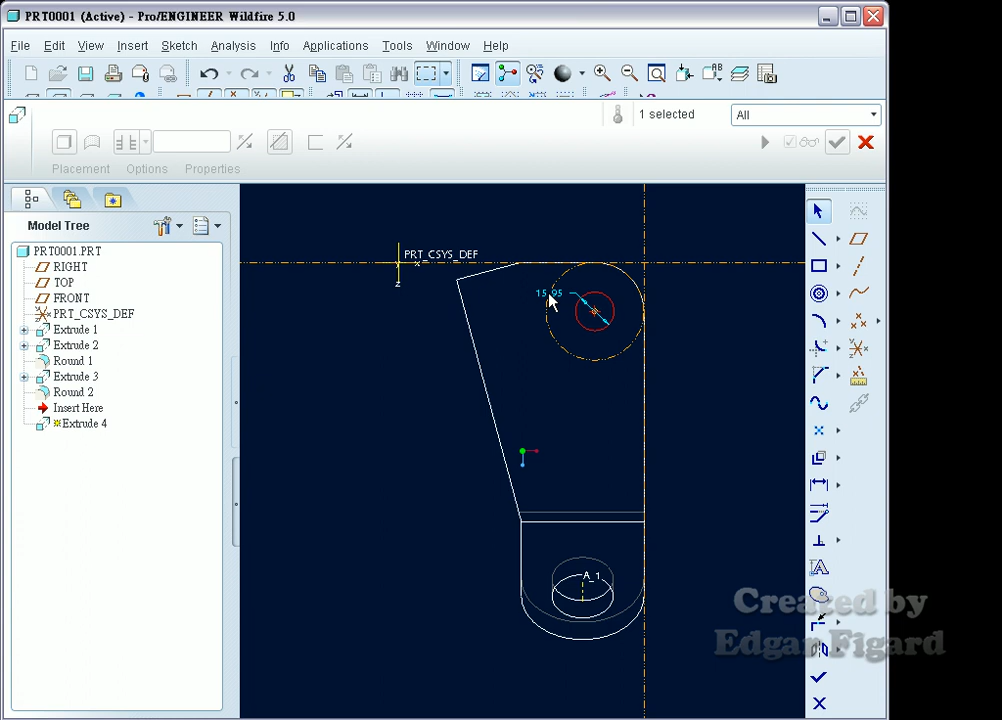 PRT0001 (Active) - Pro/ENGINEER Wildfire 5.0
File Edit View Insert Sketch Analysis Info Applications Tools Window Help
1 selected All
Placement Options Properties
Model Tree
PRT0001.PRT
RIGHT
TOP
FRONT
PRT_CSYS_DEF
Extrude 1
Extrude 2
Round 1
Extrude 3
Round 2
Insert Here
Extrude 4
PRT_CSYS_DEF
x
z
15.95
A_1
Created by
Edgar Figard